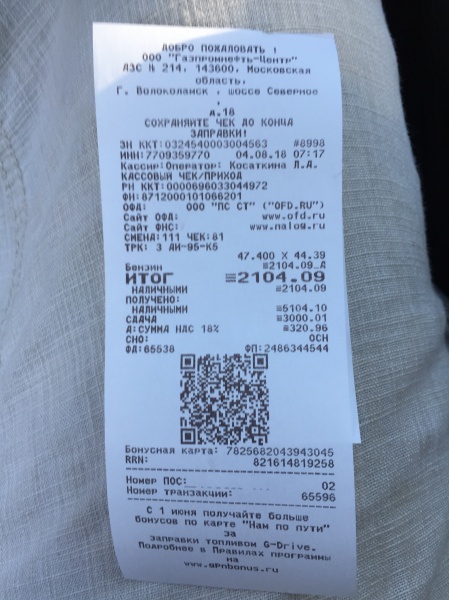 ДОБРО ПОЖАЛОВАТЬ !
ООО "Газпромнефть-Центр"
АЗС № 214, 143600, Московская
область,
г. Волоколамск , шоссе Северное
,
д.18
СОХРАНЯЙТЕ ЧЕК ДО КОНЦА
ЗАПРАВКИ!
ЗН ККТ:0324540003004563 #8998
ИНН:7709359770 04.08.18 07:17
Кассир:Оператор: Косаткина Л.А.
КАССОВЫЙ ЧЕК/ПРИХОД
РН ККТ:0000696033044972
ФН:8712000101066201
ОФД: ООО "ПС СТ" ("OFD.RU")
Сайт ОФД: www.ofd.ru
Сайт ФНС: www.nalog.ru
СМЕНА:111 ЧЕК:81
ТРК: 3 АИ-95-К5
47.400 X 44.39
Бензин ≡2104.09_А
ИТОГ ≡2104.09
НАЛИЧНЫМИ ≡2104.09
ПОЛУЧЕНО:
НАЛИЧНЫМИ ≡5104.10
СДАЧА ≡3000.01
А:СУММА НДС 18% ≡320.96
СНО: ОСН
ФД:65538 ФП:2486344544
Бонусная карта: 7825682043943045
RRN: 821614819258
Номер ПОС: 02
Номер транзакции: 65596
С 1 июня получайте больше
бонусов по карте "Нам по пути"
за
заправки топливом G-Drive.
Подробнее в Правилах программы
на
www.gpnbonus.ru